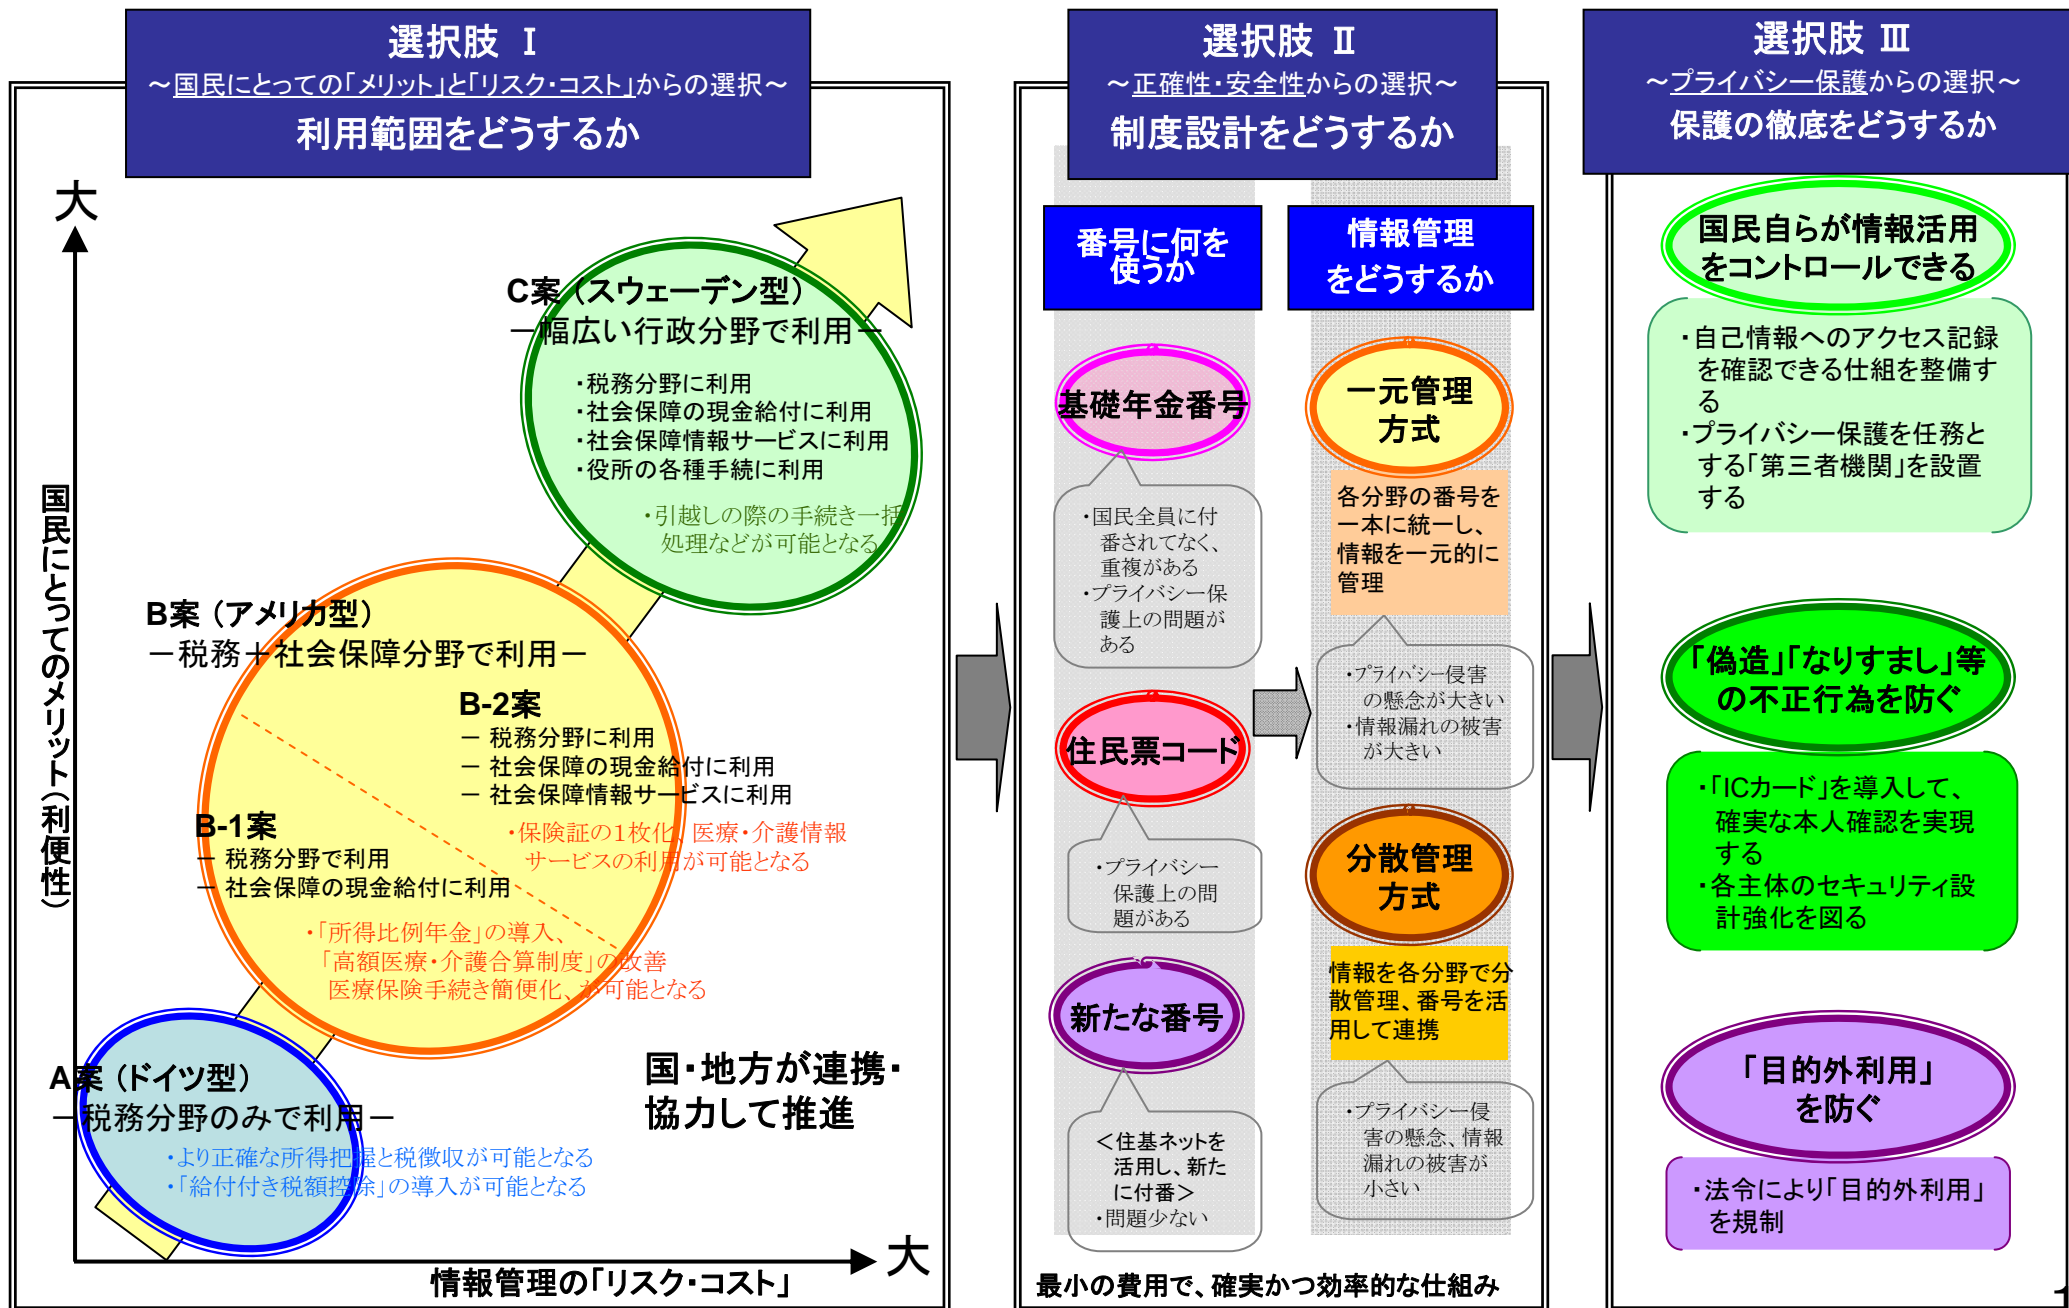 選択肢 Ⅰ
～国民にとっての「メリット」と「リスク・コスト」からの選択～
利用範囲をどうするか
大
国民にとってのメリット（利便性）
C案（スウェーデン型）
－幅広い行政分野で利用－
・税務分野に利用
・社会保障の現金給付に利用
・社会保障情報サービスに利用
・役所の各種手続に利用
・引越しの際の手続き一括
処理などが可能となる
B案（アメリカ型）
－税務＋社会保障分野で利用－
B-2案
－ 税務分野に利用
－ 社会保障の現金給付に利用
－ 社会保障情報サービスに利用
・保険証の1枚化、医療・介護情報
サービスの利用が可能となる
B-1案
－ 税務分野で利用
－ 社会保障の現金給付に利用
・「所得比例年金」の導入、
「高額医療・介護合算制度」の改善
医療保険手続き簡便化、が可能となる
A案（ドイツ型）
－税務分野のみで利用－
・より正確な所得把握と税徴収が可能となる
・「給付付き税額控除」の導入が可能となる
国・地方が連携・
協力して推進
大
情報管理の「リスク・コスト」
選択肢 Ⅱ
～正確性・安全性からの選択～
制度設計をどうするか
番号に何を
使うか
基礎年金番号
・国民全員に付
番されてなく、
重複がある
・プライバシー保
護上の問題が
ある
住民票コード
・プライバシー
保護上の問
題がある
新たな番号
＜住基ネットを
活用し、新た
に付番＞
・問題少ない
情報管理
をどうするか
一元管理
方式
各分野の番号を
一本に統一し、
情報を一元的に
管理
・プライバシー侵害
の懸念が大きい
・情報漏れの被害
が大きい
分散管理
方式
情報を各分野で分
散管理、番号を活
用して連携
・プライバシー侵
害の懸念、情報
漏れの被害が
小さい
最小の費用で、確実かつ効率的な仕組み
選択肢 Ⅲ
～プライバシー保護からの選択～
保護の徹底をどうするか
国民自らが情報活用
をコントロールできる
・自己情報へのアクセス記録
を確認できる仕組を整備す
る
・プライバシー保護を任務と
する「第三者機関」を設置
する
「偽造」「なりすまし」等
の不正行為を防ぐ
・「ICカード」を導入して、
確実な本人確認を実現
する
・各主体のセキュリティ設
計強化を図る
「目的外利用」
を防ぐ
・法令により「目的外利用」
を規制